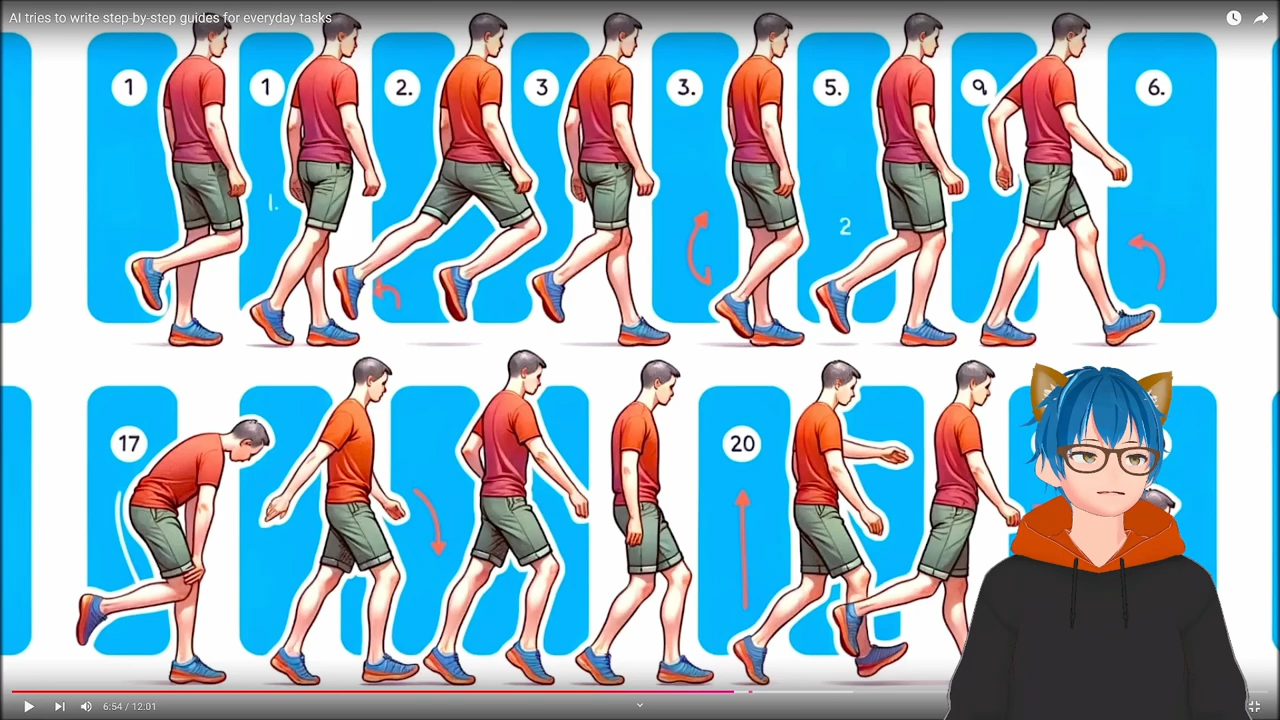 AI tries to write step-by-step guides for everyday tasks
1 1 2. 3 3. 5. 9 6.
1. 2
17 20
6:54 / 12:01